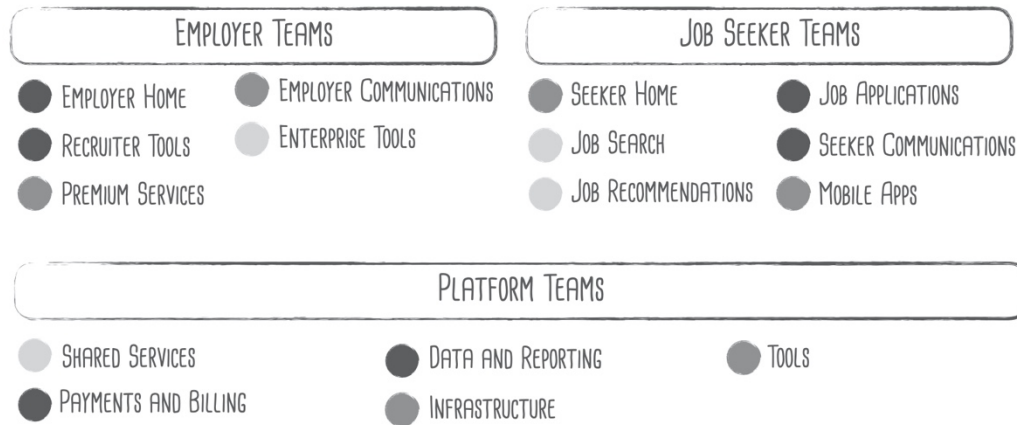 EMPLOYER TEAMS
EMPLOYER HOME
RECRUITER TOOLS
PREMIUM SERVICES
EMPLOYER COMMUNICATIONS
ENTERPRISE TOOLS
JOB SEEKER TEAMS
SEEKER HOME
JOB SEARCH
JOB RECOMMENDATIONS
JOB APPLICATIONS
SEEKER COMMUNICATIONS
MOBILE APPS
PLATFORM TEAMS
SHARED SERVICES
PAYMENTS AND BILLING
DATA AND REPORTING
INFRASTRUCTURE
TOOLS